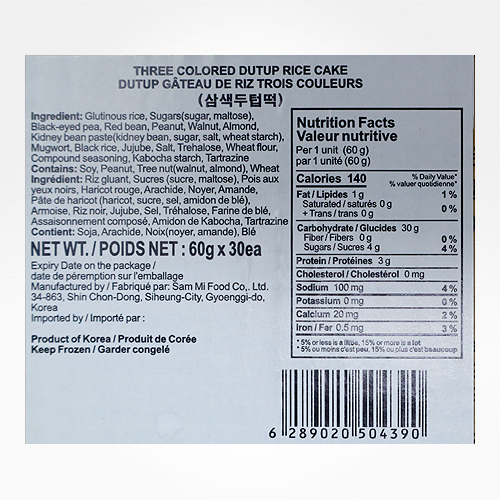 THREE COLORED DUTUP RICE CAKE
DUTUP GÂTEAU DE RIZ TROIS COULEURS
(삼색두텁떡)
Ingredient: Glutinous rice, Sugars(sugar, maltose),
Black-eyed pea, Red bean, Peanut, Walnut, Almond,
Kidney bean paste(kidney bean, sugar, salt, wheat starch),
Mugwort, Black rice, Jujube, Salt, Trehalose, Wheat flour,
Compound seasoning, Kabocha starch, Tartrazine
Contains: Soy, Peanut, Tree nut(walnut, almond), Wheat
Ingrédient: Riz gluant, Sucres (sucre, maltose), Pois aux
yeux noirs, Haricot rouge, Arachide, Noyer, Amande,
Pâte de haricot (haricot, sucre, sel, amidon de blé),
Armoise, Riz noir, Jujube, Sel, Tréhalose, Farine de blé,
Assaisonnement composé, Amidon de Kabocha, Tartrazine
Contient: Soja, Arachide, Noix(noyer, amande), Blé
NET WT. / POIDS NET : 60g x 30ea
Expiry Date on the package /
date de péremption sur l'emballage
Manufactured by / Fabriqué par: Sam Mi Food Co,. Ltd.
34-863, Shin Chon-Dong, Siheung-City, Gyoenggi-do,
Korea
Imported by / Importé par :
Product of Korea / Produit de Corée
Keep Frozen / Garder congelé
Nutrition Facts
Valeur nutritive
Per 1 unit (60 g)
par 1 unité (60 g)
Calories 140
% Daily Value*
% valeur quotidienne*
Fat / Lipides 1 g 1 %
Saturated / saturés 0 g
+ Trans / trans 0 g 0 %
Carbohydrate / Glucides 30 g
Fiber / Fibers 0 g 0 %
Sugars / Sucres 4 g 4 %
Protein / Protéines 3 g
Cholesterol / Cholestérol 0 mg
Sodium 100 mg 4 %
Potassium 0 mg 0 %
Calcium 20 mg 2 %
Iron / Far 0.5 mg 3 %
* 5% or less is a little, 15% or more is a lot
* 5% ou moins c'est peu, 15% ou plus c'est beaucoup
6 289020 504390